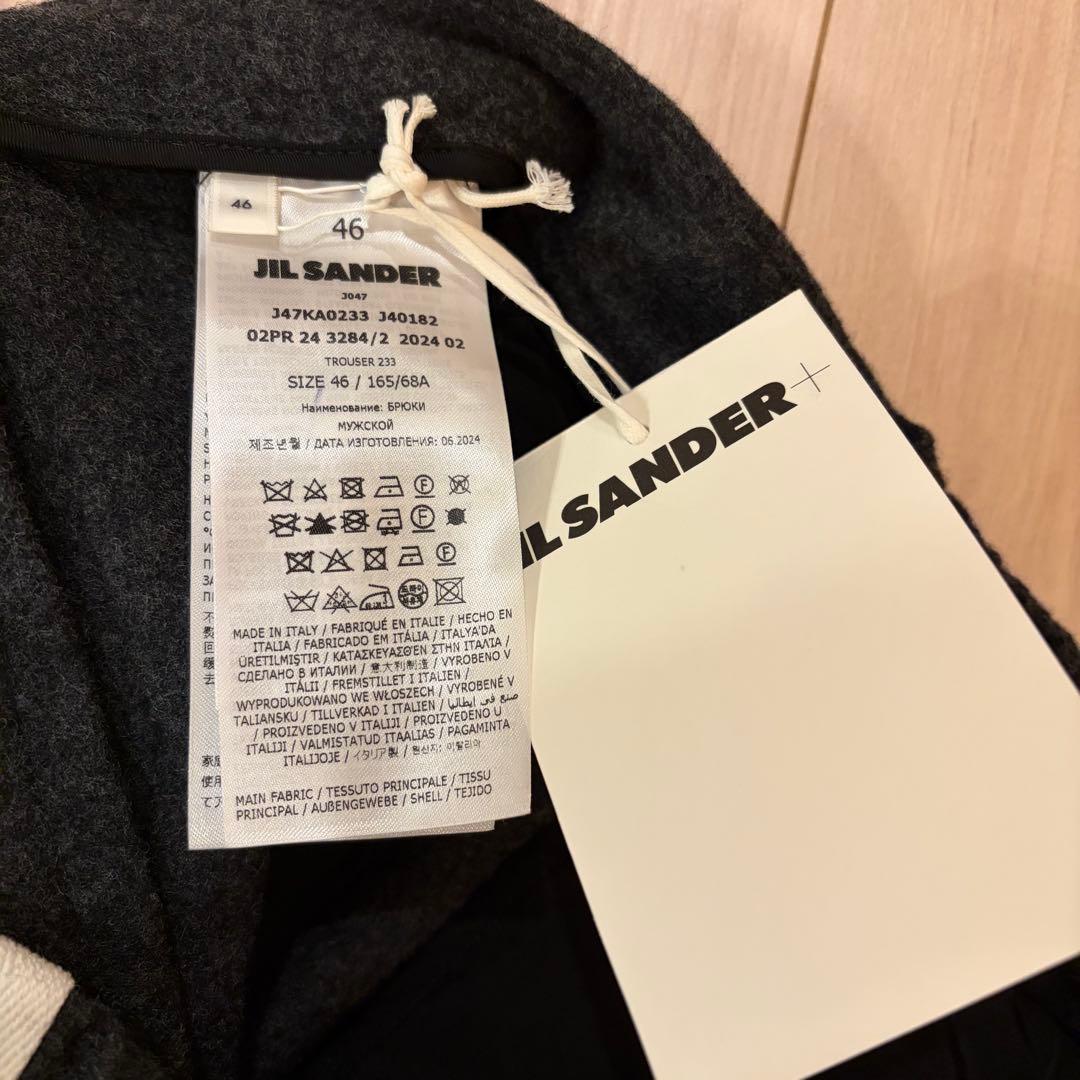 46
46
JIL SANDER
J047
J47KA0233 J40182
02PR 24 3284/2 2024 02
TROUSER 233
SIZE 46 / 165/68A
Наименование: БРЮКИ
МУЖСКОЙ
제조년월 / ДАТА ИЗГОТОВЛЕНИЯ: 06.2024
F
F
F
MADE IN ITALY / FABRIQUÉ EN ITALIE / HECHO EN
ITALIA / FABRICADO EM ITÁLIA / ITALYA'DA
ÜRETILMIŞTIR / ΚΑΤΑΣΚΕΥΑΣΘ'ΕΝ ΣΤΗΝ ΙΤΑΛ'ΙΑ /
СДЕЛАНО В ИТАЛИИ / 意大利制造 / VYROBENO V
ITÁLII / FREMSTILLET I ITALIEN /
WYPRODUKOWANO WE WŁOSZECH / VYROBENÉ V
TALIANSKU / TILLVERKAD I ITALIEN / صنع في إيطاليا
/ PROIZVEDENO V ITALIJI / PROIZVEDENO U
ITALIJI / VALMISTATUD ITAALIAS / PAGAMINTA
ITALIJOJE / イタリア製 / 원산지: 이탈리아
MAIN FABRIC / TESSUTO PRINCIPALE / TISSU
PRINCIPAL / AUßENGEWEBE / SHELL / TEJIDO
JIL SANDER+